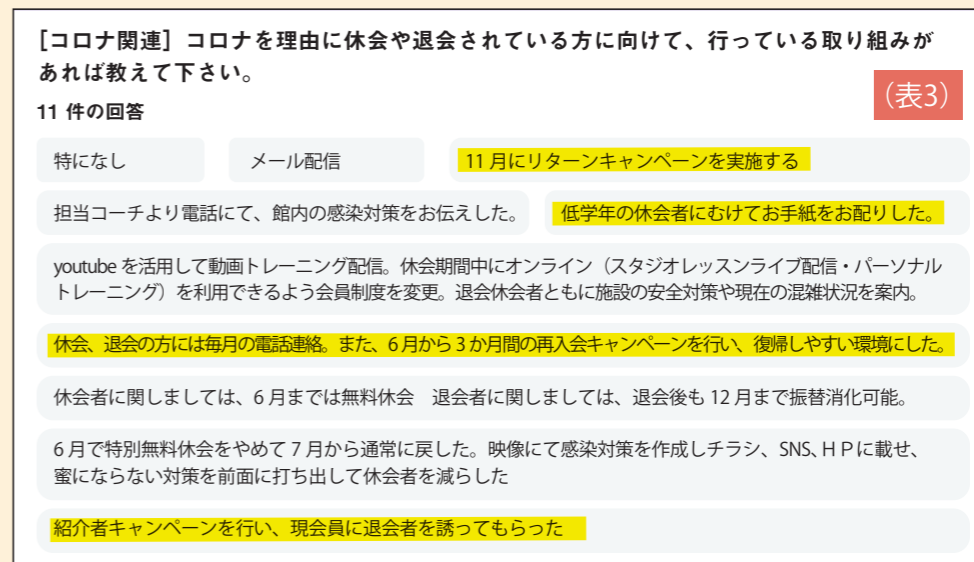 [コロナ関連] コロナを理由に休会や退会されている方に向けて、行っている取り組みが
あれば教えて下さい。
(表3)
11 件の回答
特になし
メール配信
11 月にリターンキャンペーンを実施する
担当コーチより電話にて、館内の感染対策をお伝えした。
低学年の休会者にむけてお手紙をお配りした。
youtube を活用して動画トレーニング配信。休会期間中にオンライン（スタジオレッスンライブ配信・パーソナル
トレーニング）を利用できるよう会員制度を変更。退会休会者ともに施設の安全対策や現在の混雑状況を案内。
休会、退会の方には毎月の電話連絡。また、6 月から 3 か月間の再入会キャンペーンを行い、復帰しやすい環境にした。
休会者に関しましては、6 月までは無料休会　退会者に関しましては、退会後も 12 月まで振替消化可能。
6 月で特別無料休会をやめて 7 月から通常に戻した。映像にて感染対策を作成しチラシ、SNS、ＨＰに載せ、
蜜にならない対策を前面に打ち出して休会者を減らした
紹介者キャンペーンを行い、現会員に退会者を誘ってもらった